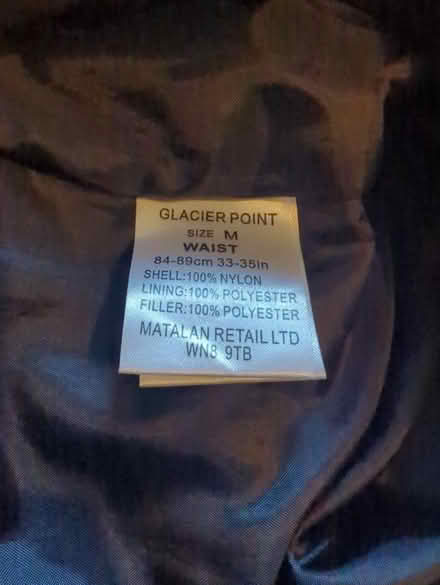 GLACIER POINT
SIZE M
WAIST
84-89cm 33-35in
SHELL:100% NYLON
LINING:100% POLYESTER
FILLER:100% POLYESTER
MATALAN RETAIL LTD
WN8 9TB